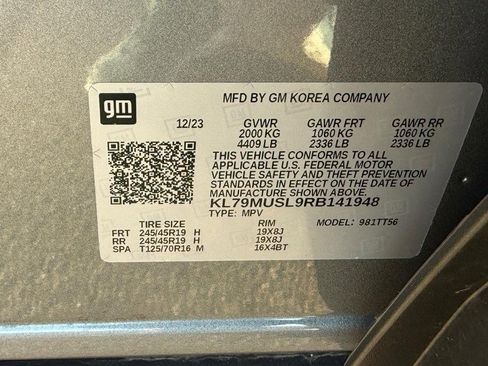 gm
MFD BY GM KOREA COMPANY
12/23 GVWR GAWR FRT GAWR RR
2000 KG 1060 KG 1060 KG
4409 LB 2336 LB 2336 LB
THIS VEHICLE CONFORMS TO ALL
APPLICABLE U.S. FEDERAL MOTOR
VEHICLE SAFETY AND THEFT PREVENTION
STANDARDS IN EFFECT ON THE DATE OF
MANUFACTURE SHOWN ABOVE.
KL79MUSL9RB141948
TYPE: MPV MODEL: 981TT56
TIRE SIZE RIM
FRT 245/45R19 H 19X8J
RR 245/45R19 H 19X8J
SPA T125/70R16 M 16X4BT